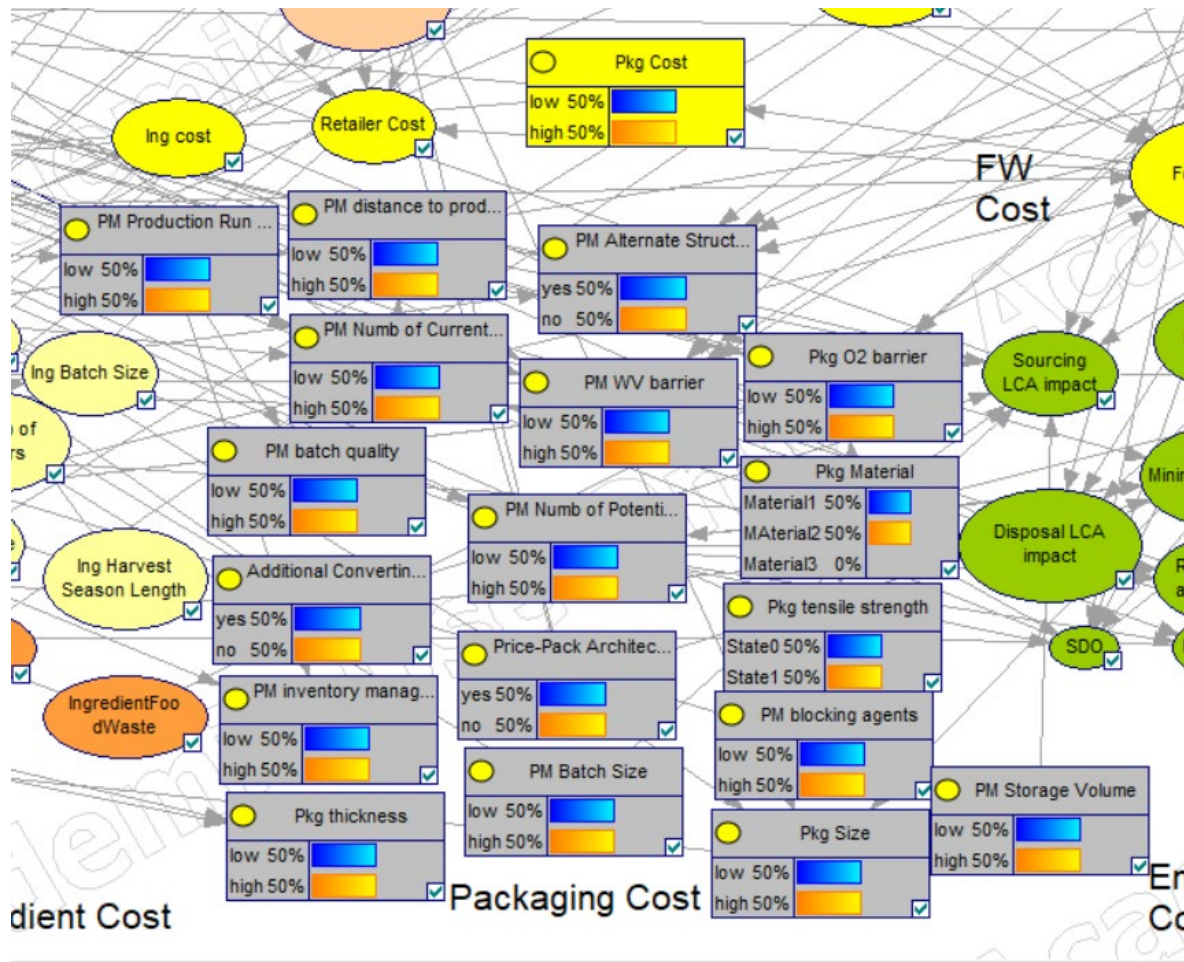 Pkg Cost
low 50%
high 50%
Ing cost
Retailer Cost
FW
Cost
PM Production Run ...
low 50%
high 50%
PM distance to prod...
low 50%
high 50%
PM Alternate Struct...
yes 50%
no 50%
PM Numb of Current...
low 50%
high 50%
Ing Batch Size
PM WV barrier
low 50%
high 50%
Pkg O2 barrier
low 50%
high 50%
Sourcing
LCA impact
of
rs
PM batch quality
low 50%
high 50%
Pkg Material
Material1 50%
MAterial2 50%
Material3 0%
Minim
PM Numb of Potenti...
low 50%
high 50%
Disposal LCA
impact
Ing Harvest
Season Length
Additional Convertin...
yes 50%
no 50%
Pkg tensile strength
State0 50%
State1 50%
SDO
Price-Pack Architec...
yes 50%
no 50%
IngredientFoo
dWaste
PM inventory manag...
low 50%
high 50%
PM blocking agents
low 50%
high 50%
PM Batch Size
low 50%
high 50%
PM Storage Volume
low 50%
high 50%
Pkg thickness
low 50%
high 50%
Pkg Size
low 50%
high 50%
Packaging Cost
dient Cost
En
Co